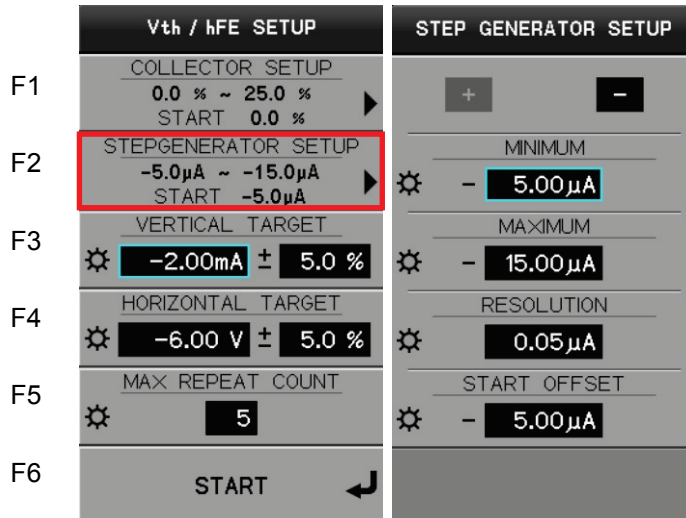 Vth / hFE SETUP
F1
COLLECTOR SETUP
0.0 % ~ 25.0 %
START 0.0 %
F2
STEPGENERATOR SETUP
-5.0µA ~ -15.0µA
START -5.0µA
F3
VERTICAL TARGET
-2.00mA ± 5.0 %
F4
HORIZONTAL TARGET
-6.00 V ± 5.0 %
F5
MAX REPEAT COUNT
5
F6
START
STEP GENERATOR SETUP
+ -
MINIMUM
- 5.00µA
MAXIMUM
- 15.00µA
RESOLUTION
0.05µA
START OFFSET
- 5.00µA